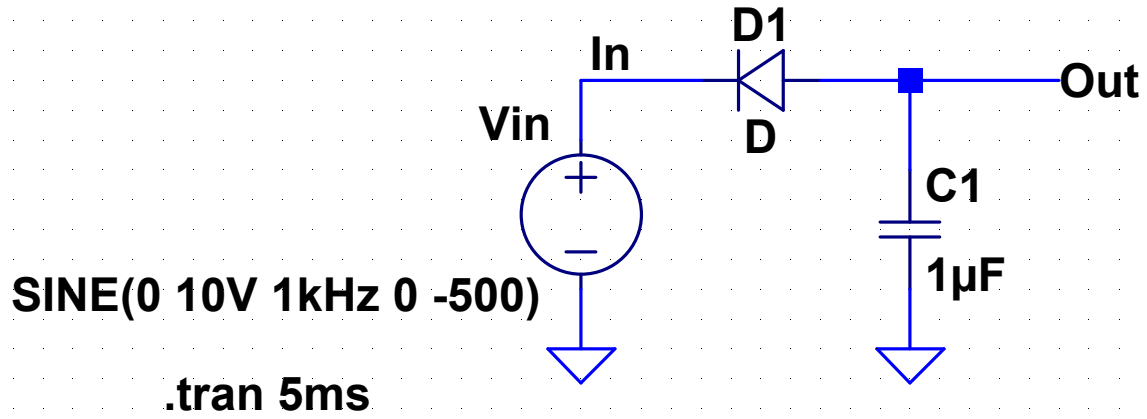 D1
In
Out
Vin
D
C1
1µF
SINE(0 10V 1kHz 0 -500)
.tran 5ms